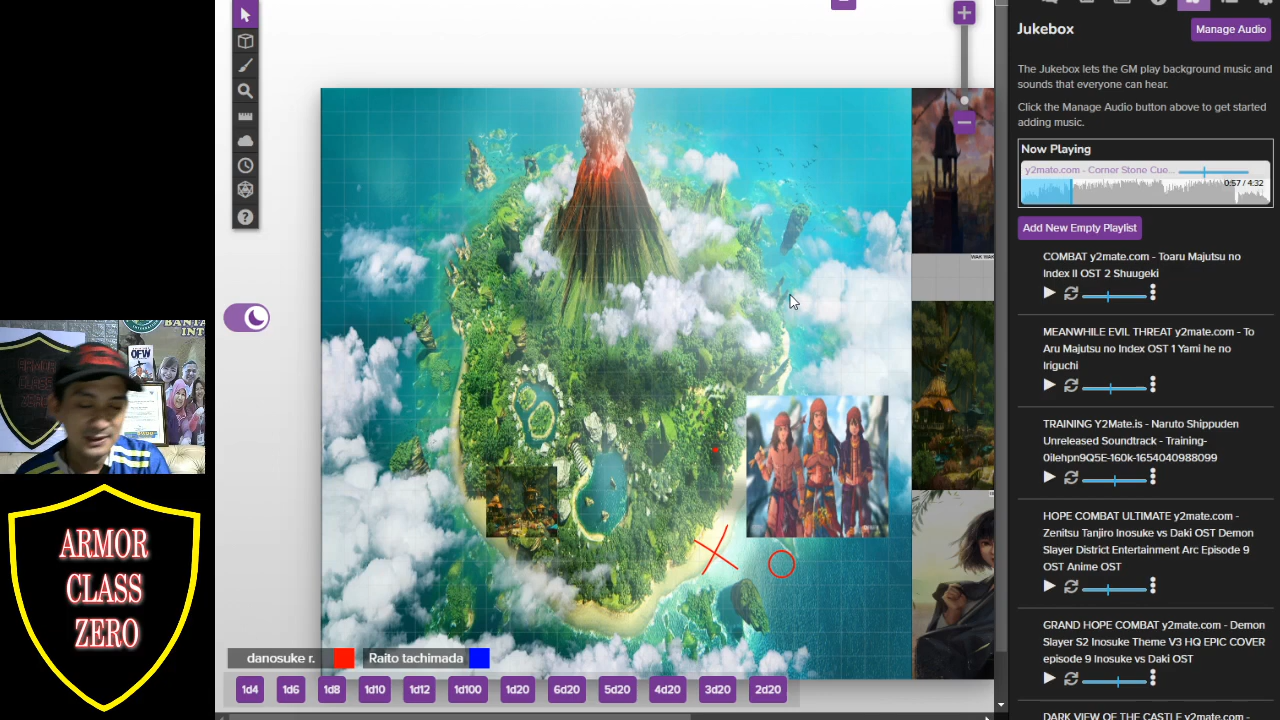 Jukebox
Manage Audio
The Jukebox lets the GM play background music and
sounds that everyone can hear.
Click the Manage Audio button above to get started
adding music.
Now Playing
y2mate.com - Corner Stone Cue...
0:57 / 4:32
Add New Empty Playlist
COMBAT y2mate.com - Toaru Majutsu no
Index II OST 2 Shuugeki
MEANWHILE EVIL THREAT y2mate.com - To
Aru Majutsu no Index OST 1 Yami he no
Iriguchi
TRAINING Y2Mate.is - Naruto Shippuden
Unreleased Soundtrack - Training-
0ilehpn9Q5E-160k-1654040988099
HOPE COMBAT ULTIMATE y2mate.com -
Zenitsu Tanjiro Inosuke vs Daki OST Demon
Slayer District Entertainment Arc Episode 9
OST Anime OST
GRAND HOPE COMBAT y2mate.com - Demon
Slayer S2 Inosuke Theme V3 HQ EPIC COVER
episode 9 Inosuke vs Daki OST
DARK VIEW OF THE CASTLE y2mate.com -
OFW
ARMOR
CLASS
ZERO
danosuke r.
Raito tachimada
1d4
1d6
1d8
1d10
1d12
1d100
1d20
6d20
5d20
4d20
3d20
2d20